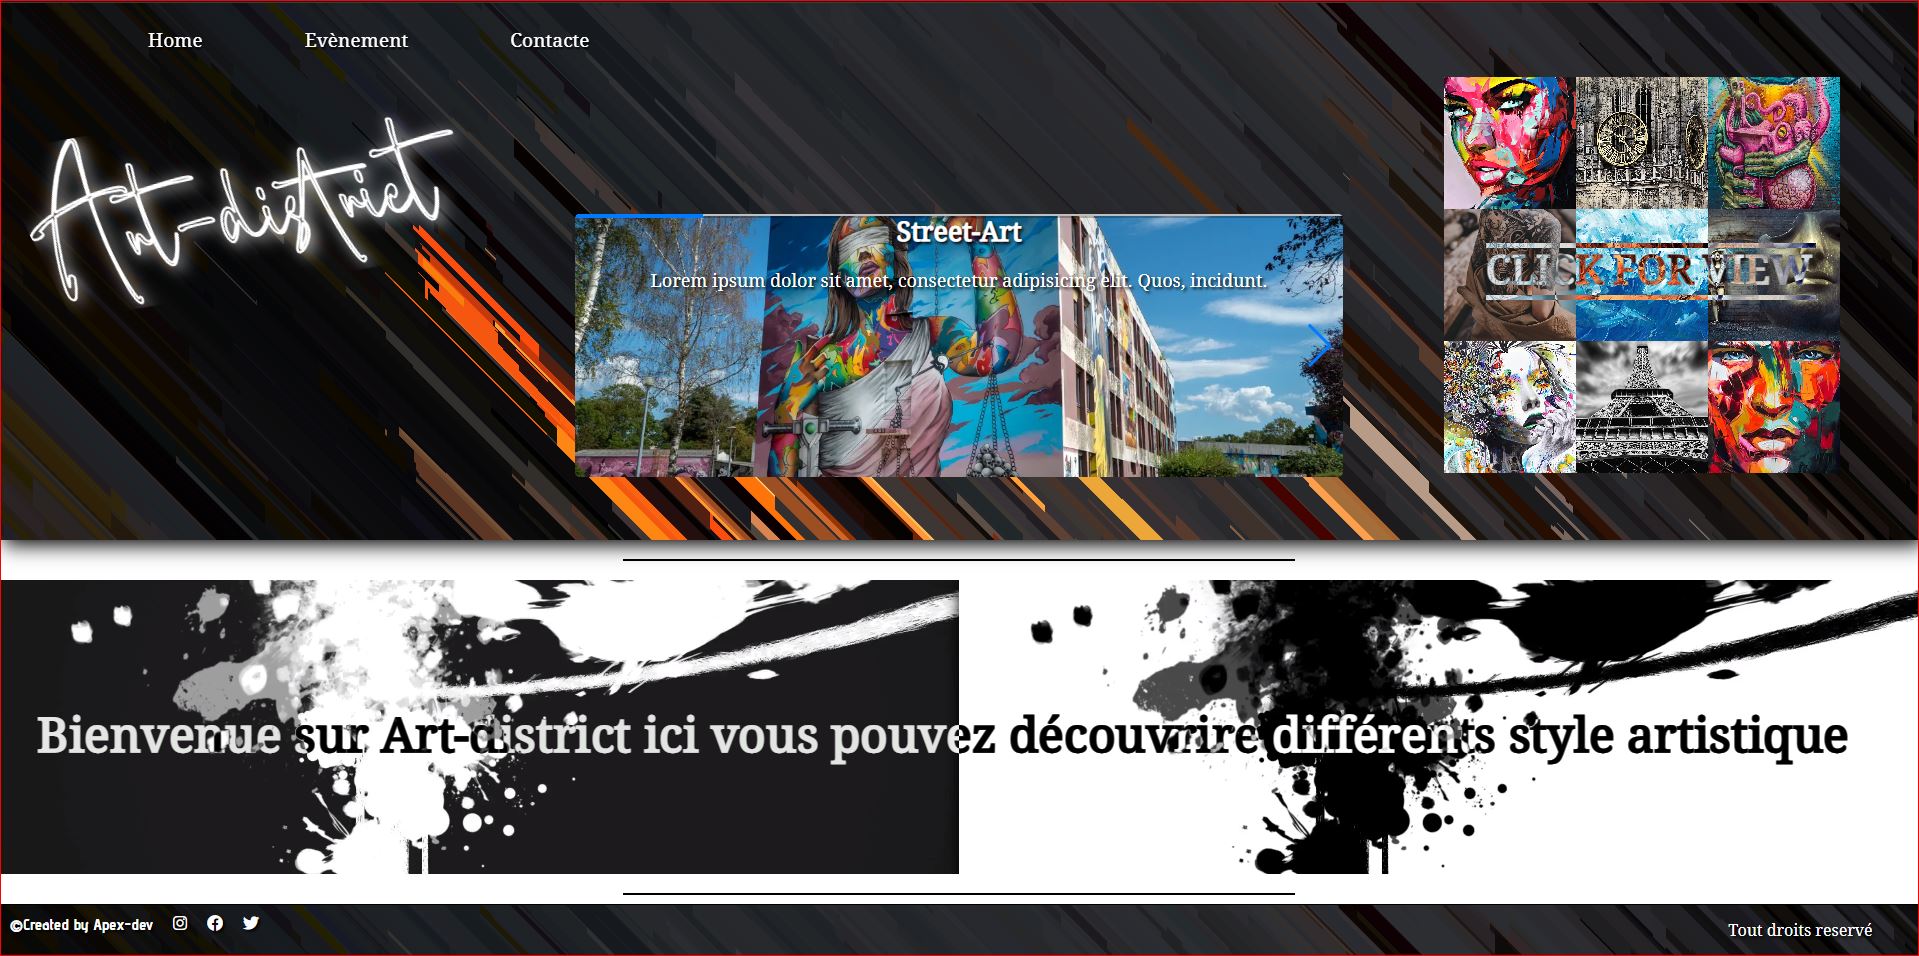 Home
Evènement
Contacte
Art-district
Street-Art
Lorem ipsum dolor sit amet, consectetur adipisicing elit. Quos, incidunt.
CLICK FOR VIEW
Bienvenue sur Art-district ici vous pouvez découvrire différents style artistique
©Created by Apex-dev
Tout droits reservé